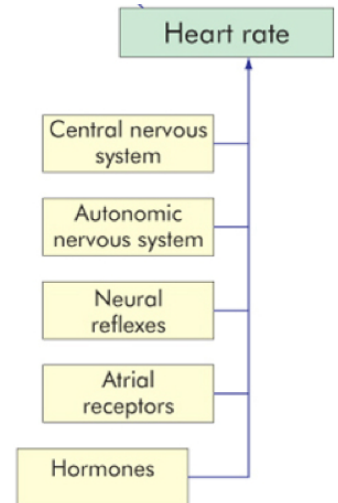 Heart rate
Central nervous
system
Autonomic
nervous system
Neural
reflexes
Atrial
receptors
Hormones